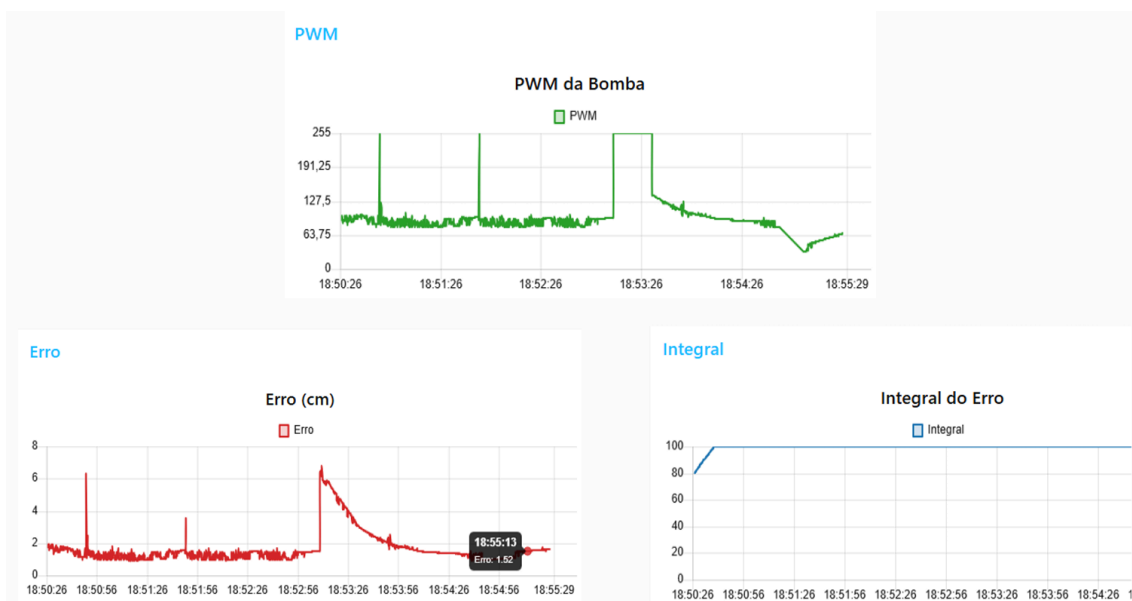 PWM
PWM da Bomba
PWM
255
191,25
127,5
63,75
0
18:50:26 18:51:26 18:52:26 18:53:26 18:54:26 18:55:29
Erro
Erro (cm)
Erro
8
6
4
2
0
18:55:13
Erro: 1.52
18:50:26 18:50:56 18:51:26 18:51:56 18:52:26 18:52:56 18:53:26 18:53:56 18:54:26 18:54:56 18:55:29
Integral
Integral do Erro
Integral
100
80
60
40
20
0
18:50:26 18:50:56 18:51:26 18:51:56 18:52:26 18:52:56 18:53:26 18:53:56 18:54:26 1